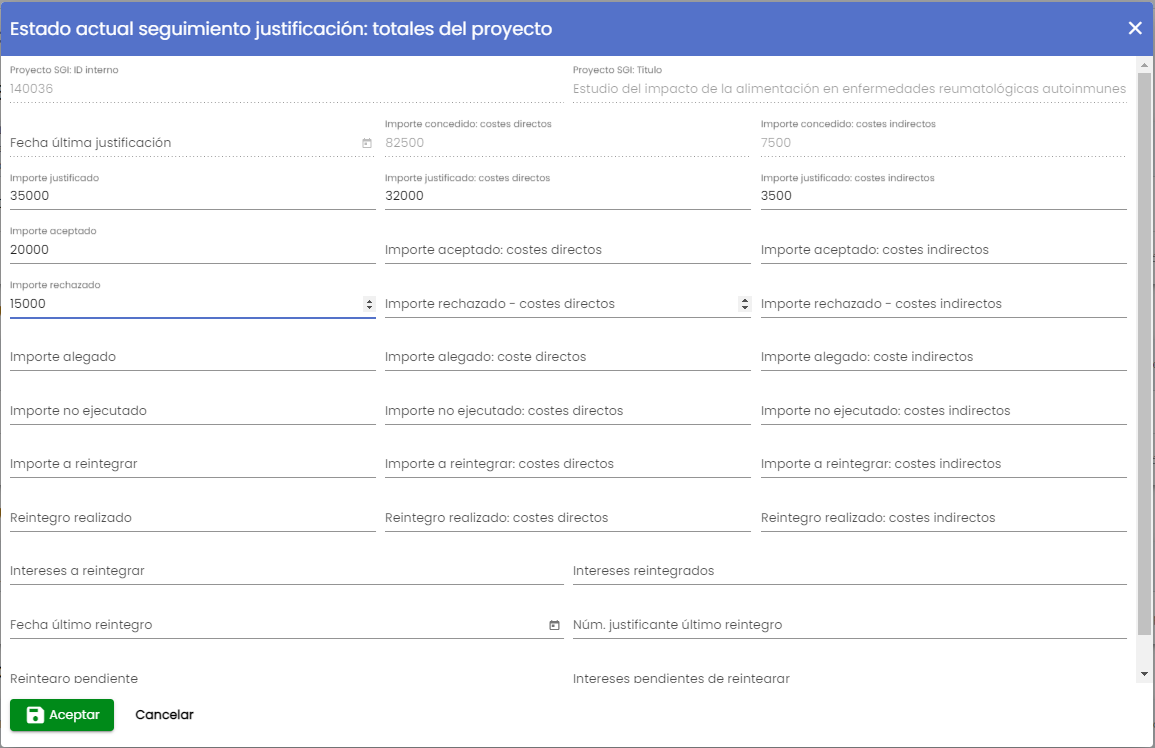 Estado actual seguimiento justificación: totales del proyecto
Proyecto SGI: ID interno Proyecto SGI: Título
140036 Estudio del impacto de la alimentación en enfermedades reumatológicas autoinmunes
Importe concedido: costes directos Importe concedido: costes indirectos
Fecha última justificación 82500 7500
Importe justificado Importe justificado: costes directos Importe justificado: costes indirectos
35000 32000 3500
Importe aceptado
20000 Importe aceptado: costes directos Importe aceptado: costes indirectos
Importe rechazado
15000 Importe rechazado - costes directos Importe rechazado - costes indirectos
Importe alegado Importe alegado: coste directos Importe alegado: coste indirectos
Importe no ejecutado Importe no ejecutado: costes directos Importe no ejecutado: costes indirectos
Importe a reintegrar Importe a reintegrar: costes directos Importe a reintegrar: costes indirectos
Reintegro realizado Reintegro realizado: costes directos Reintegro realizado: costes indirectos
Intereses a reintegrar Intereses reintegrados
Fecha último reintegro Núm. justificante último reintegro
Reintegro pendiente Intereses pendientes de reintegrar
Aceptar Cancelar